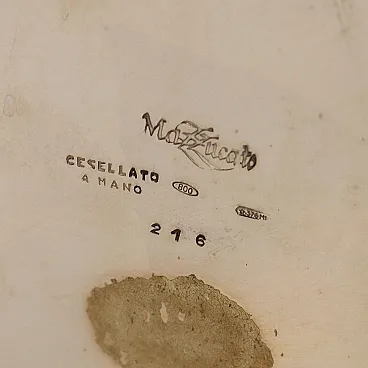 Mazzucato
CESELLATO
A MANO
800
216